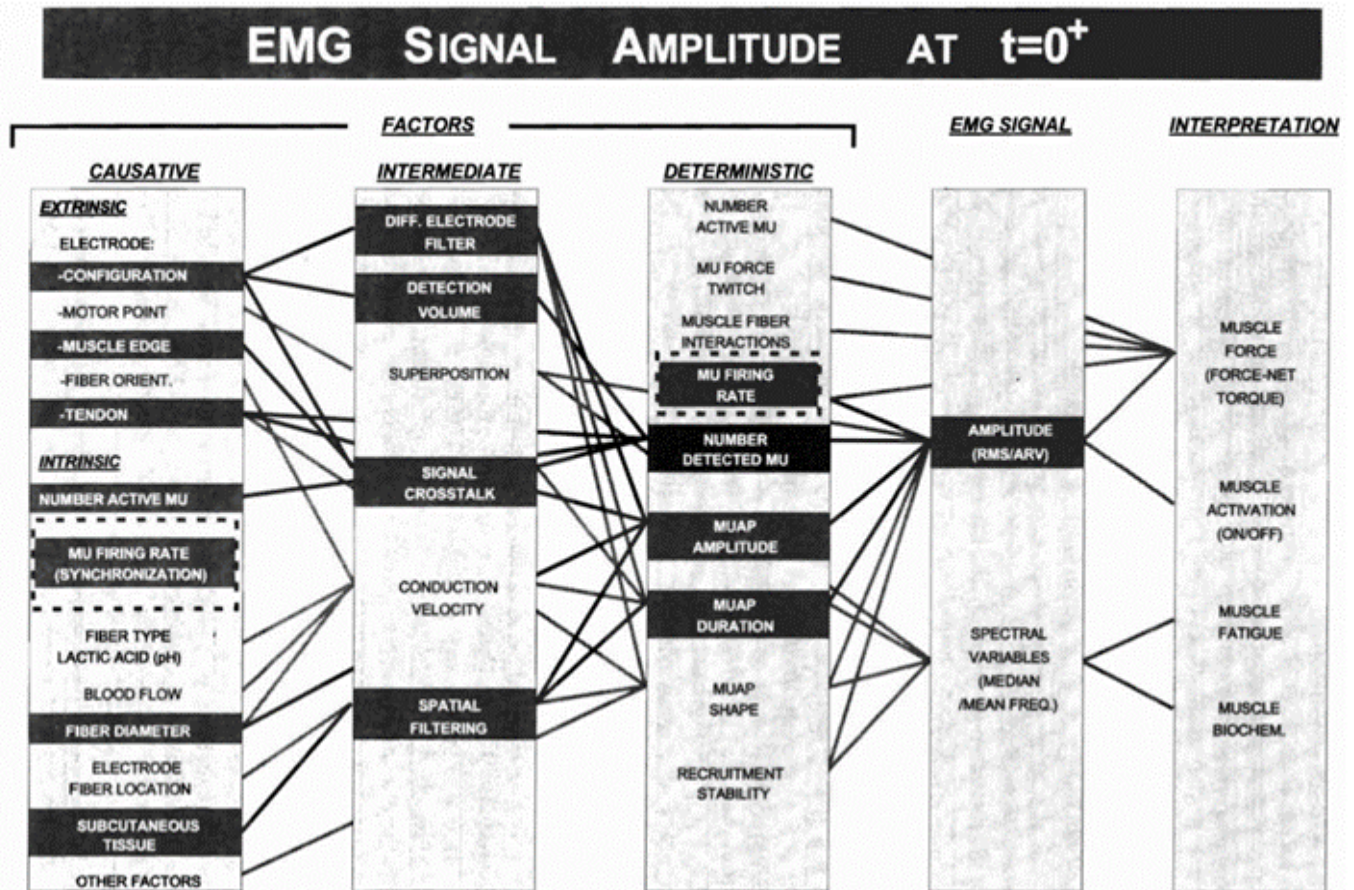 EMG SIGNAL AMPLITUDE AT t=0+
FACTORS
EMG SIGNAL
INTERPRETATION
CAUSATIVE
INTERMEDIATE
DETERMINISTIC
EXTRINSIC
ELECTRODE:
-CONFIGURATION
-MOTOR POINT
-MUSCLE EDGE
-FIBER ORIENT.
-TENDON
INTRINSIC
NUMBER ACTIVE MU
MU FIRING RATE
(SYNCHRONIZATION)
FIBER TYPE
LACTIC ACID (pH)
BLOOD FLOW
FIBER DIAMETER
ELECTRODE
FIBER LOCATION
SUBCUTANEOUS
TISSUE
OTHER FACTORS
DIFF. ELECTRODE
FILTER
DETECTION
VOLUME
SUPERPOSITION
SIGNAL
CROSSTALK
CONDUCTION
VELOCITY
SPATIAL
FILTERING
NUMBER
ACTIVE MU
MU FORCE
TWITCH
MUSCLE FIBER
INTERACTIONS
MU FIRING
RATE
NUMBER
DETECTED MU
MUAP
AMPLITUDE
MUAP
DURATION
MUAP
SHAPE
RECRUITMENT
STABILITY
AMPLITUDE
(RMS/ARV)
SPECTRAL
VARIABLES
(MEDIAN
/MEAN FREQ.)
MUSCLE
FORCE
(FORCE-NET
TORQUE)
MUSCLE
ACTIVATION
(ON/OFF)
MUSCLE
FATIGUE
MUSCLE
BIOCHEM.